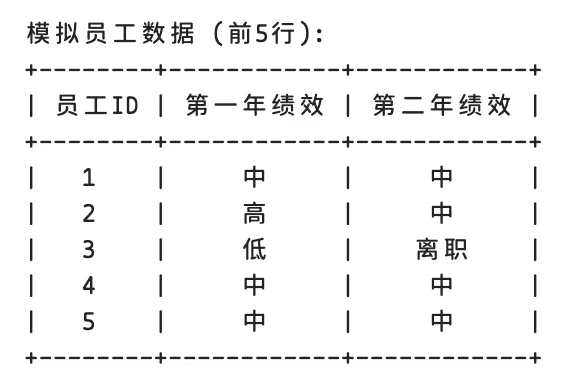 模拟员工数据 (前5行):
+--------+------------+------------+
| 员工ID | 第一年绩效 | 第二年绩效 |
+--------+------------+------------+
| 1 | 中 | 中 |
| 2 | 高 | 中 |
| 3 | 低 | 离职 |
| 4 | 中 | 中 |
| 5 | 中 | 中 |
+--------+------------+------------+